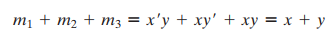 m₁ + m₂ + m₃ = x'y + xy' + xy = x + y